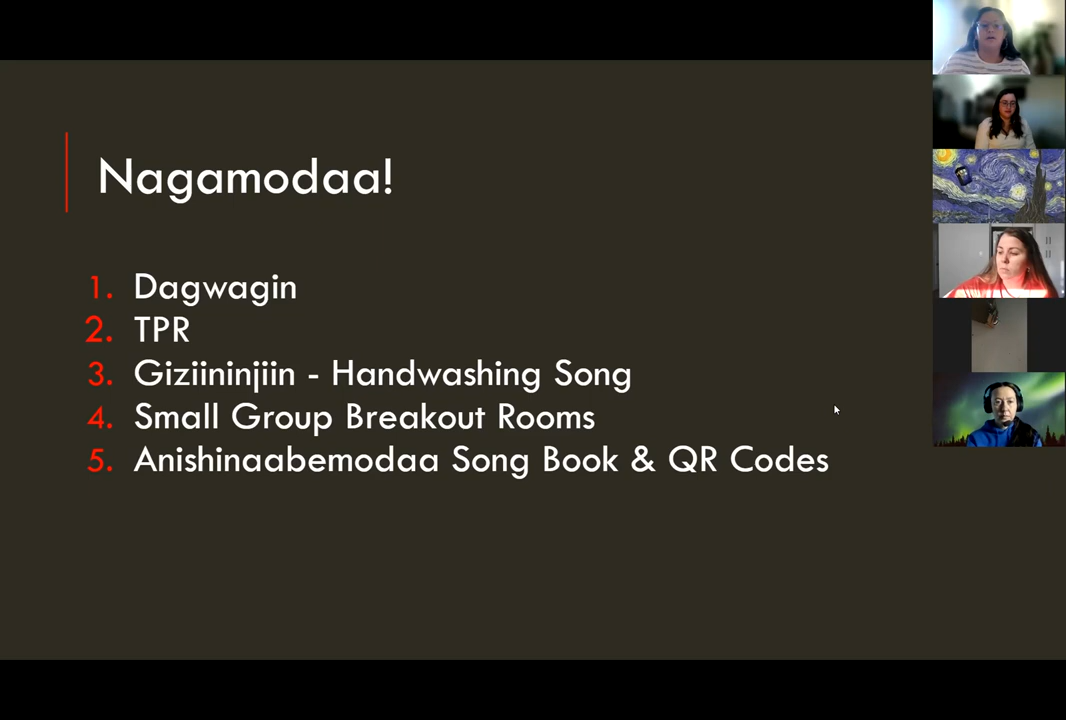 Nagamodaa!
1. Dagwagin
2. TPR
3. Giziininjiin - Handwashing Song
4. Small Group Breakout Rooms
5. Anishinaabemodaa Song Book & QR Codes